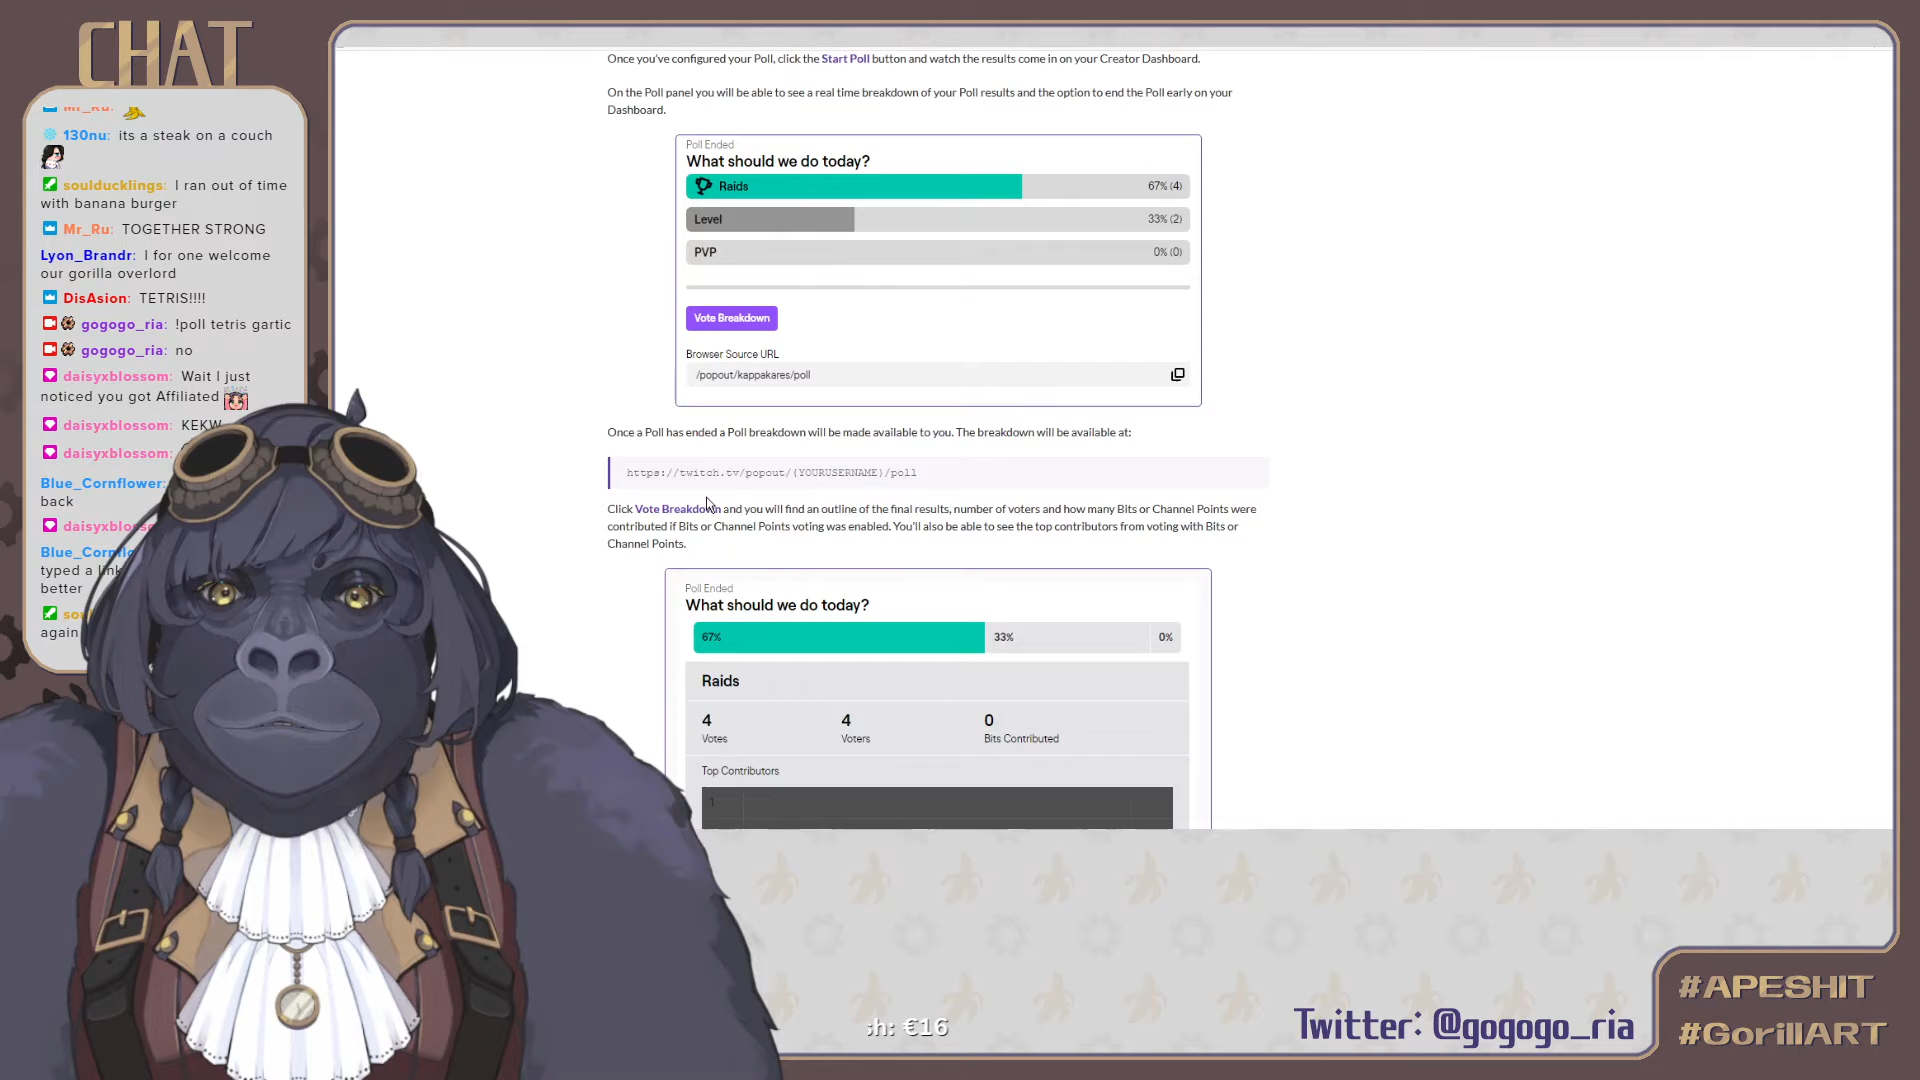 CHAT
Mr_Ru:
130nu: its a steak on a couch
soulducklings: I ran out of time
with banana burger
Mr_Ru: TOGETHER STRONG
Lyon_Brandr: I for one welcome
our gorilla overlord
DisAsion: TETRIS!!!!
gogogo_ria: !poll tetris gartic
gogogo_ria: no
daisyxblossom: Wait I just
noticed you got Affiliated
daisyxblossom: KEKW
daisyxblossom:
Blue_Cornflower:
back
Blue_
typed a
better
again
Once you've configured your Poll, click the Start Poll button and watch the results come in on your Creator Dashboard.
On the Poll panel you will be able to see a real time breakdown of your Poll results and the option to end the Poll early on your
Dashboard.
Poll Ended
What should we do today?
Raids 67% (4)
Level 33% (2)
PVP 0% (0)
Vote Breakdown
Browser Source URL
/popout/kappakares/poll
Once a Poll has ended a Poll breakdown will be made available to you. The breakdown will be available at:
https://twitch.tv/popout/{YOURUSERNAME}/poll
Click Vote Breakdown and you will find an outline of the final results, number of voters and how many Bits or Channel Points were
contributed if Bits or Channel Points voting was enabled. You'll also be able to see the top contributors from voting with Bits or
Channel Points.
Poll Ended
What should we do today?
67% 33% 0%
Raids
4 4 0
Votes Voters Bits Contributed
Top Contributors
1
h: €16
Twitter: @gogogo_ria
#APESHIT
#GorillART